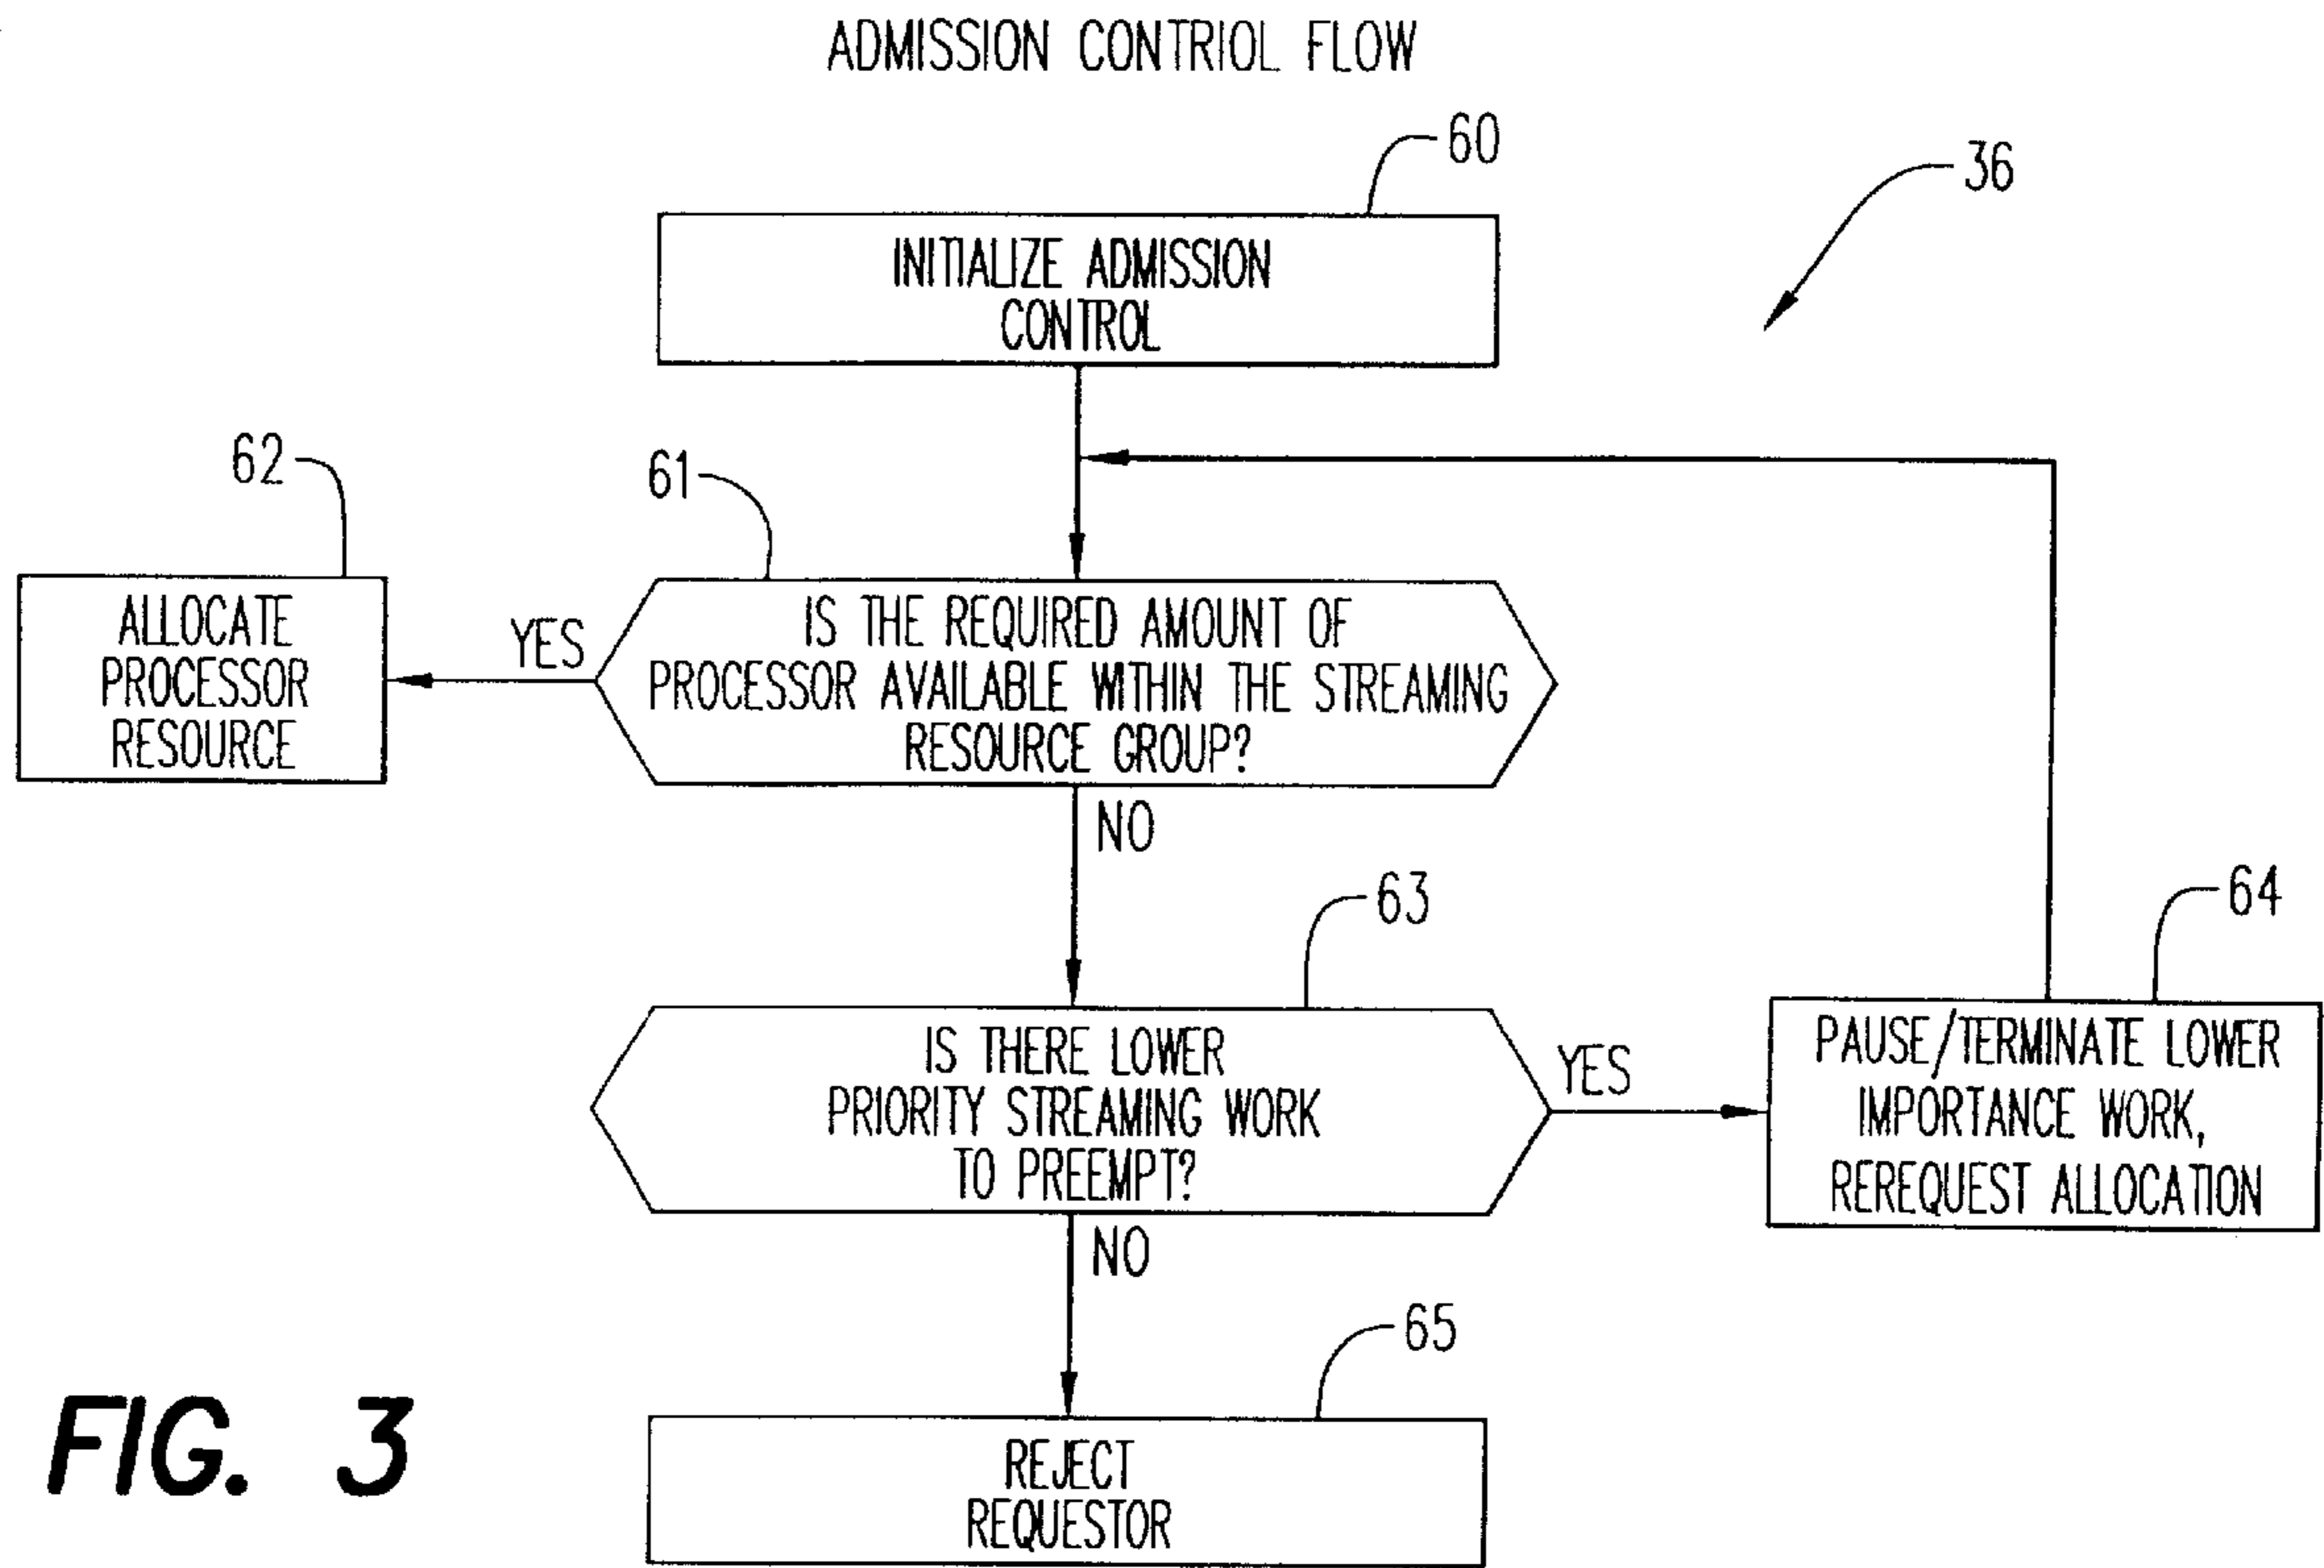 ADMISSION CONTRIOL FLOW
60
36
INITIALIZE ADMISSION
CONTROL
62
61
ALLOCATE
PROCESSOR
RESOURCE
YES
IS THE REQUIRED AMOUNT OF
PROCESSOR AVAILABLE WITHIN THE STREAMING
RESOURCE GROUP?
NO
63
64
IS THERE LOWER
PRIORITY STREAMING WORK
TO PREEMPT?
YES
PAUSE/TERMINATE LOWER
IMPORTANCE WORK,
REREQUEST ALLOCATION
NO
65
REJECT
REQUESTOR
FIG. 3